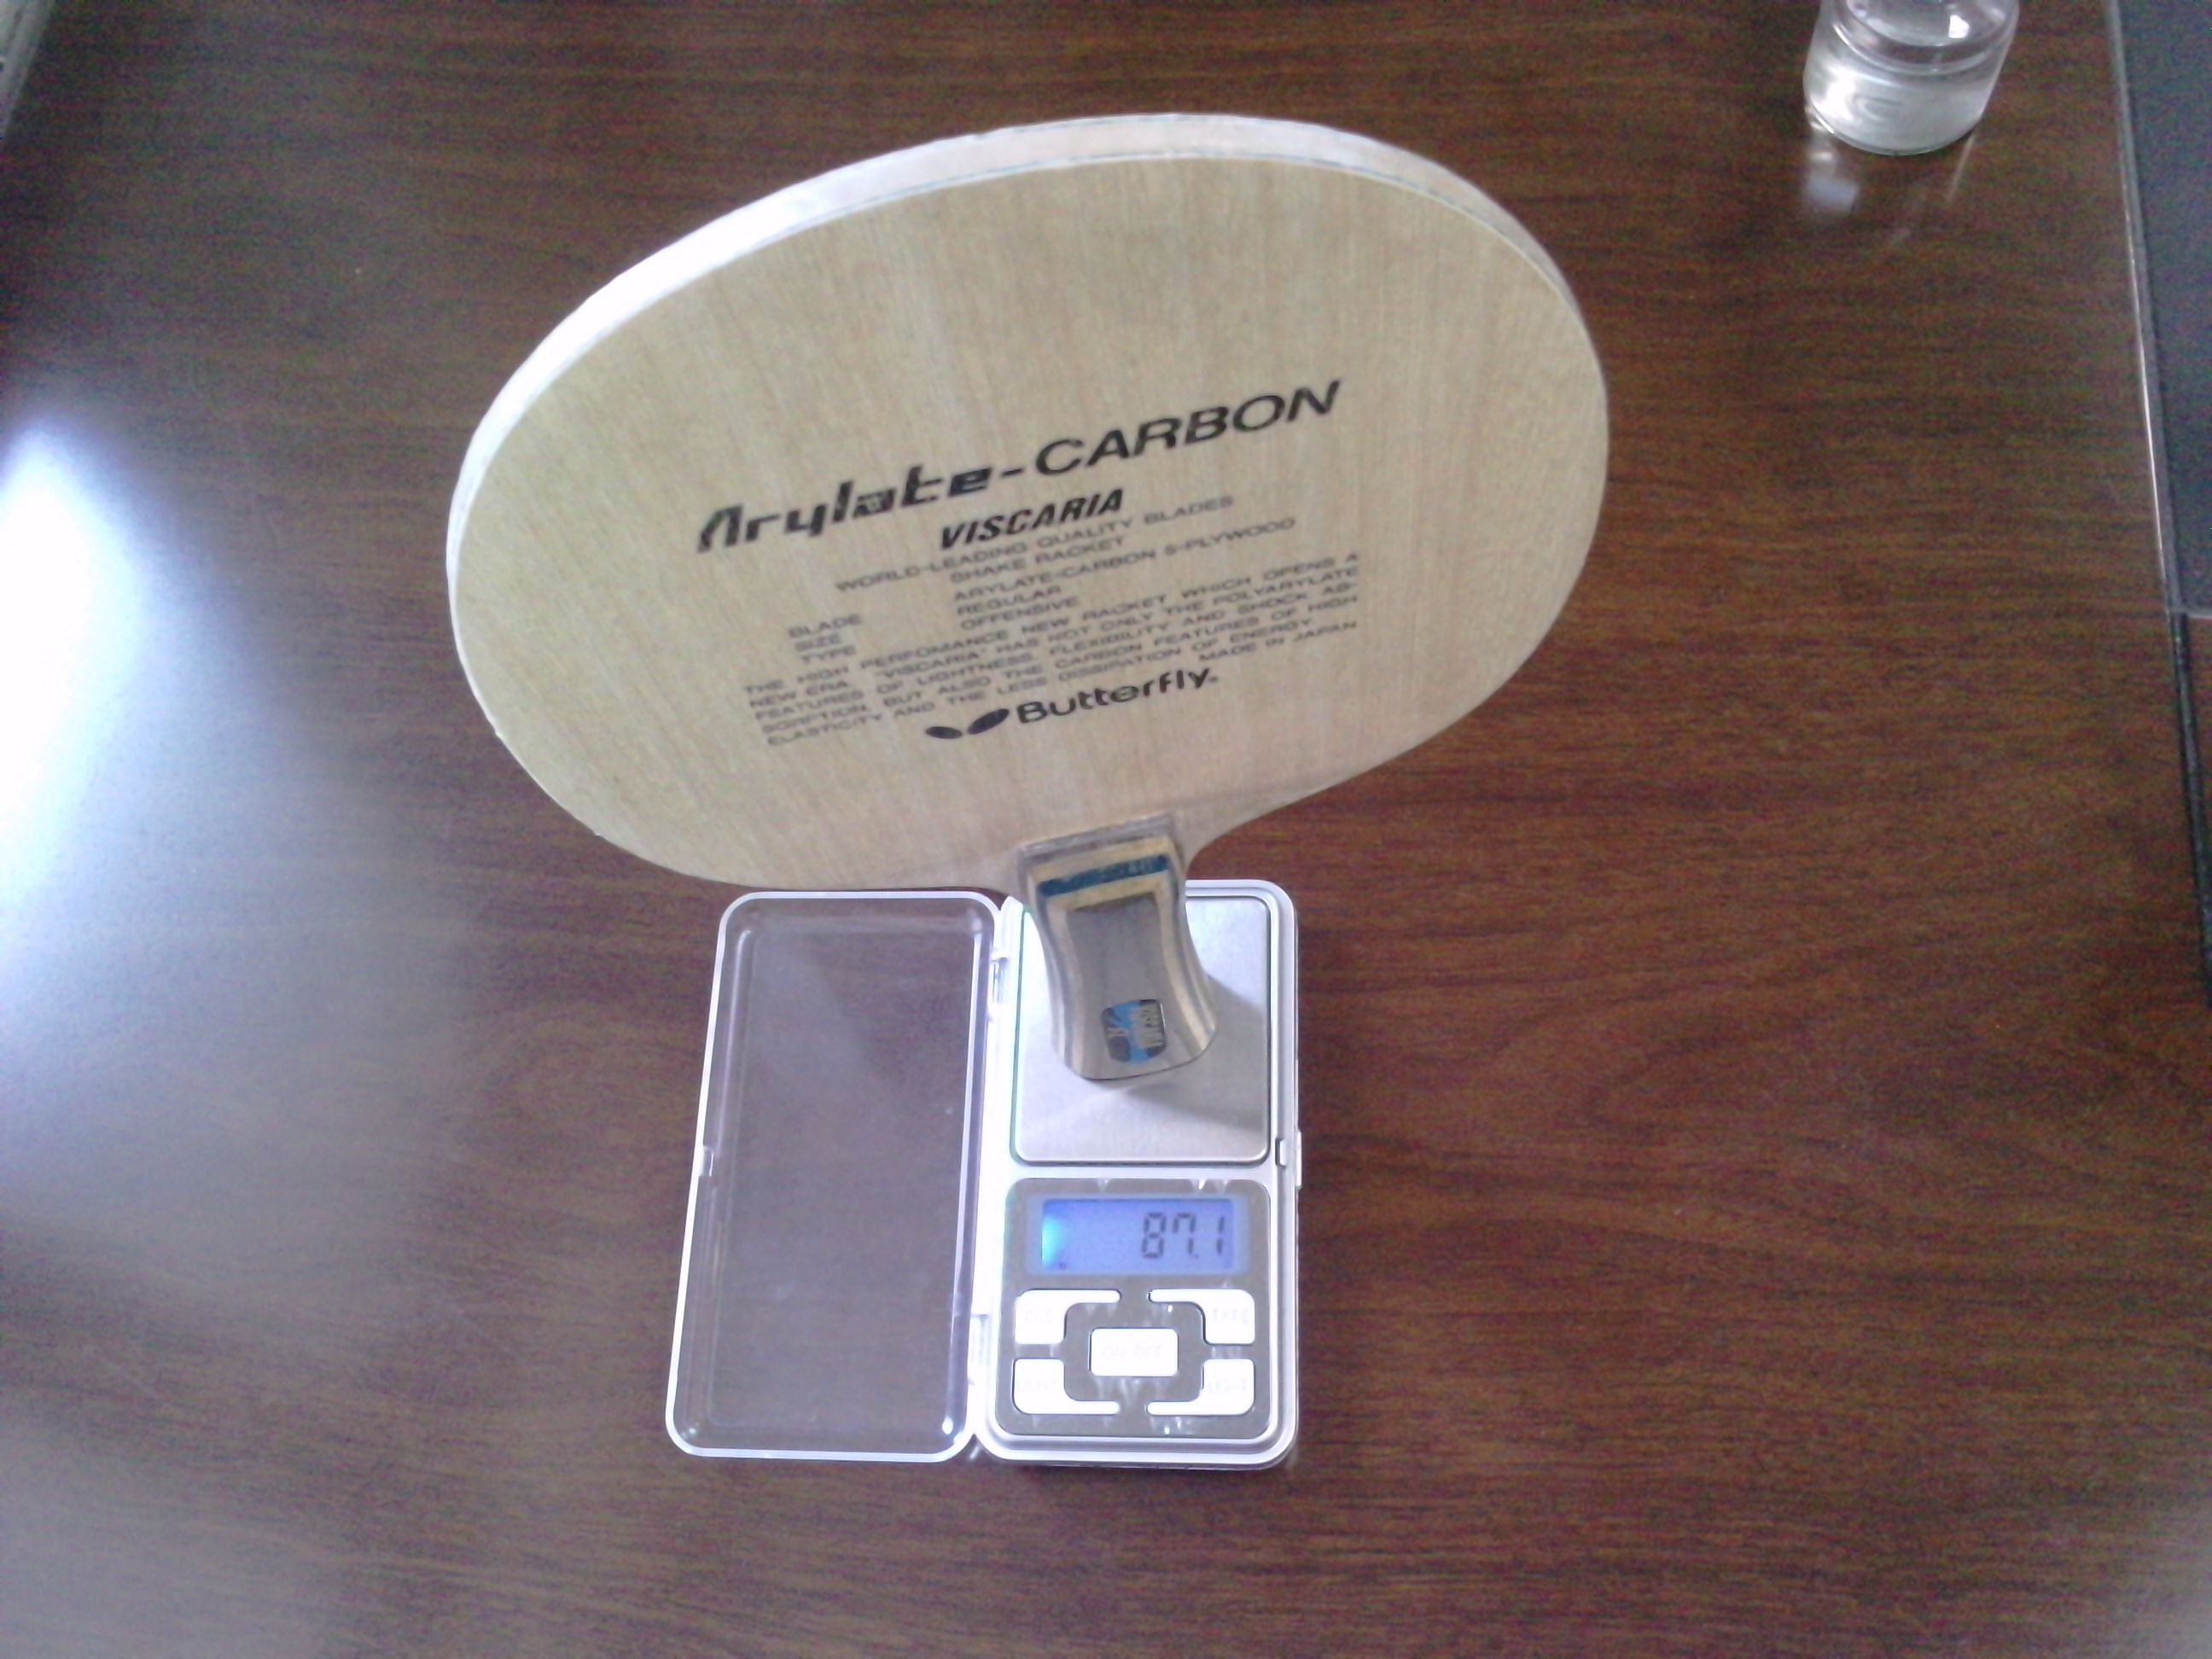 Arylate-CARBON
VISCARIA
WORLD-LEADING QUALITY BLADES
SHAKE RACKET
BLADE ARYLATE-CARBON 5-PLYWOOD
SIZE REGULAR
TYPE OFFENSIVE
THE HIGH PERFOMANCE NEW RACKET WHICH OPENS A
NEW ERA. "VISCARIA" HAS NOT ONLY THE POLYARYLATE
FEATURES OF LIGHTNESS, FLEXIBILITY AND SHOCK AB-
SORPTION, BUT ALSO THE CARBON FEATURES OF HIGH
ELASTICITY AND THE LESS DISSIPATION OF ENERGY
MADE IN JAPAN
Butterfly
87.1